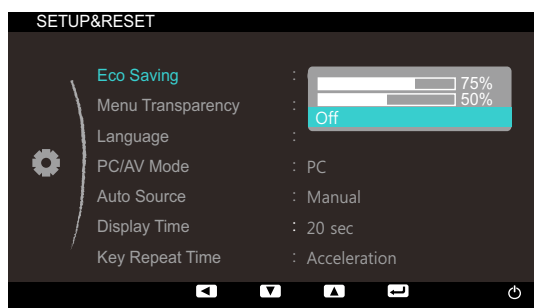 SETUP&RESET
Eco Saving :
75%
50%
Off
Menu Transparency :
Language :
PC/AV Mode : PC
Auto Source : Manual
Display Time : 20 sec
Key Repeat Time : Acceleration